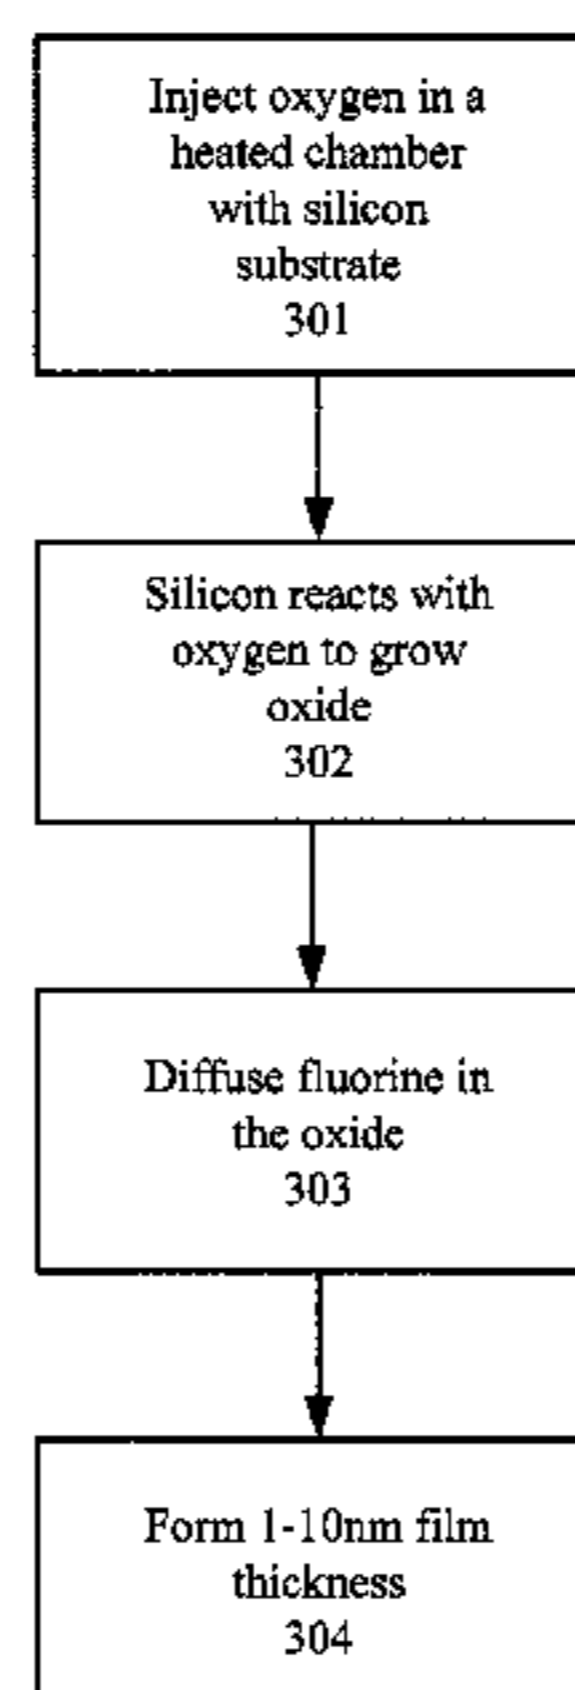 Inject oxygen in a
heated chamber
with silicon
substrate
301
Silicon reacts with
oxygen to grow
oxide
302
Diffuse fluorine in
the oxide
303
Form 1-10nm film
thickness
304